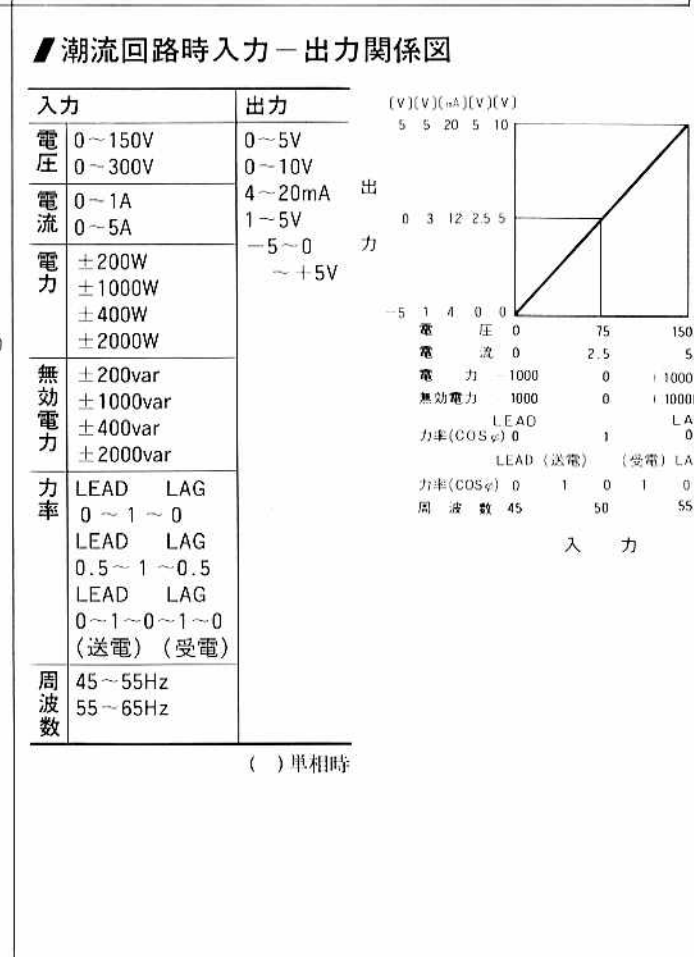 潮流回路時入力－出力関係図
入力 出力
電圧 0～150V 0～5V
0～300V 0～10V
電流 0～1A 4～20mA
0～5A 1～5V
電力 ±200W －5～0
±1000W ～＋5V
±400W
±2000W
無効電力 ±200var
±1000var
±400var
±2000var
力率 LEAD LAG
0～1～0
LEAD LAG
0.5～1～0.5
LEAD LAG
0～1～0～1～0
(送電) (受電)
周波数 45～55Hz
55～65Hz
( )単相時
(V)(V)(mA)(V)(V)
5 5 20 5 10
出力
0 3 12 2.5 5
－5 1 4 0 0
電圧 0 75 150
電流 0 2.5 5
電力 1000 0 1000
無効電力 1000 0 1000
LEAD LA
力率(COSφ) 0 1 0
LEAD (送電) (受電) LA
力率(COSφ) 0 1 0 1 0
周波数 45 50 55
入力